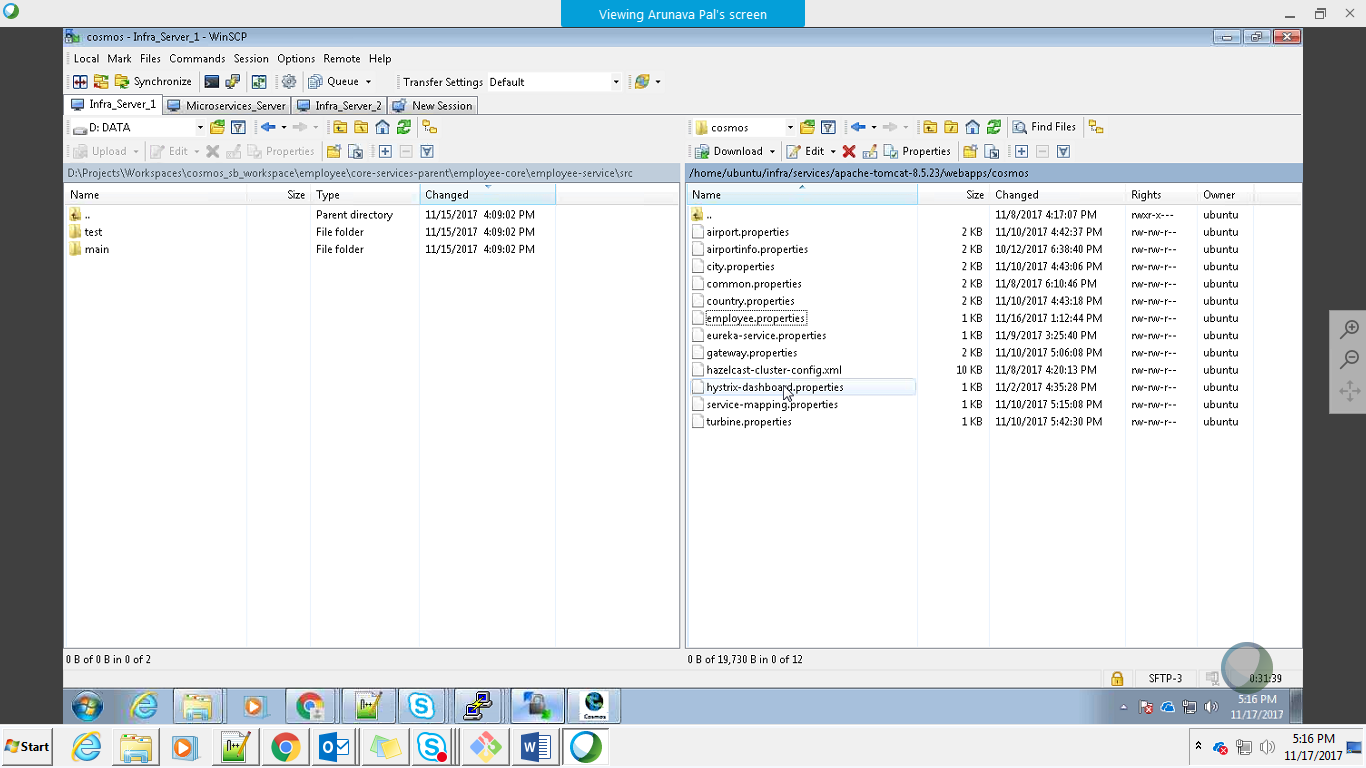 Viewing Arunava Pal's screen
cosmos - Infra_Server_1 - WinSCP
Local Mark Files Commands Session Options Remote Help
Synchronize Queue Transfer Settings Default
Infra_Server_1 Microservices_Server Infra_Server_2 New Session
D: DATA cosmos Find Files
Upload Edit Properties Download Edit Properties
D:\Projects\Workspaces\cosmos_sb_workspace\employee\core-services-parent\employee-core\employee-service\src
Name Size Type Changed
.. Parent directory 11/15/2017 4:09:02 PM
test File folder 11/15/2017 4:09:02 PM
main File folder 11/15/2017 4:09:02 PM
0 B of 0 B in 0 of 2
/home/ubuntu/infra/services/apache-tomcat-8.5.23/webapps/cosmos
Name Size Changed Rights Owner
.. 11/8/2017 4:17:07 PM rwxr-x--- ubuntu
airport.properties 2 KB 11/10/2017 4:42:37 PM rw-rw-r-- ubuntu
airportinfo.properties 2 KB 10/12/2017 6:38:40 PM rw-rw-r-- ubuntu
city.properties 2 KB 11/10/2017 4:43:06 PM rw-rw-r-- ubuntu
common.properties 2 KB 11/8/2017 6:10:46 PM rw-rw-r-- ubuntu
country.properties 2 KB 11/10/2017 4:43:18 PM rw-rw-r-- ubuntu
employee.properties 1 KB 11/16/2017 1:12:44 PM rw-rw-r-- ubuntu
eureka-service.properties 1 KB 11/9/2017 3:25:40 PM rw-rw-r-- ubuntu
gateway.properties 2 KB 11/10/2017 5:06:08 PM rw-rw-r-- ubuntu
hazelcast-cluster-config.xml 10 KB 11/8/2017 4:20:13 PM rw-rw-r-- ubuntu
hystrix-dashboard.properties 1 KB 11/2/2017 4:35:28 PM rw-rw-r-- ubuntu
service-mapping.properties 1 KB 11/10/2017 5:15:08 PM rw-rw-r-- ubuntu
turbine.properties 1 KB 11/10/2017 5:42:30 PM rw-rw-r-- ubuntu
0 B of 19,730 B in 0 of 12
SFTP-3 0:31:39
Cosmos
5:16 PM
11/17/2017
Start
5:16 PM
11/17/2017